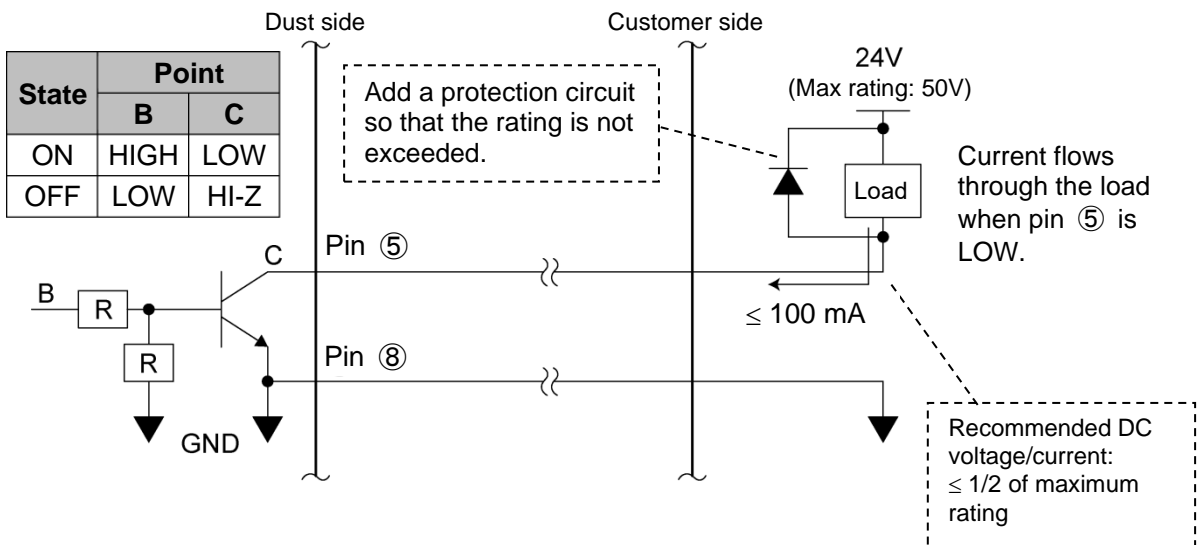 Dust side
Customer side
State
Point
B
C
ON HIGH LOW
OFF LOW HI-Z
Add a protection circuit
so that the rating is not
exceeded.
24V
(Max rating: 50V)
Load
Current flows
through the load
when pin ⑤ is
LOW.
C
Pin ⑤
B
R
R
≤ 100 mA
Pin ⑧
GND
Recommended DC
voltage/current:
≤ 1/2 of maximum
rating